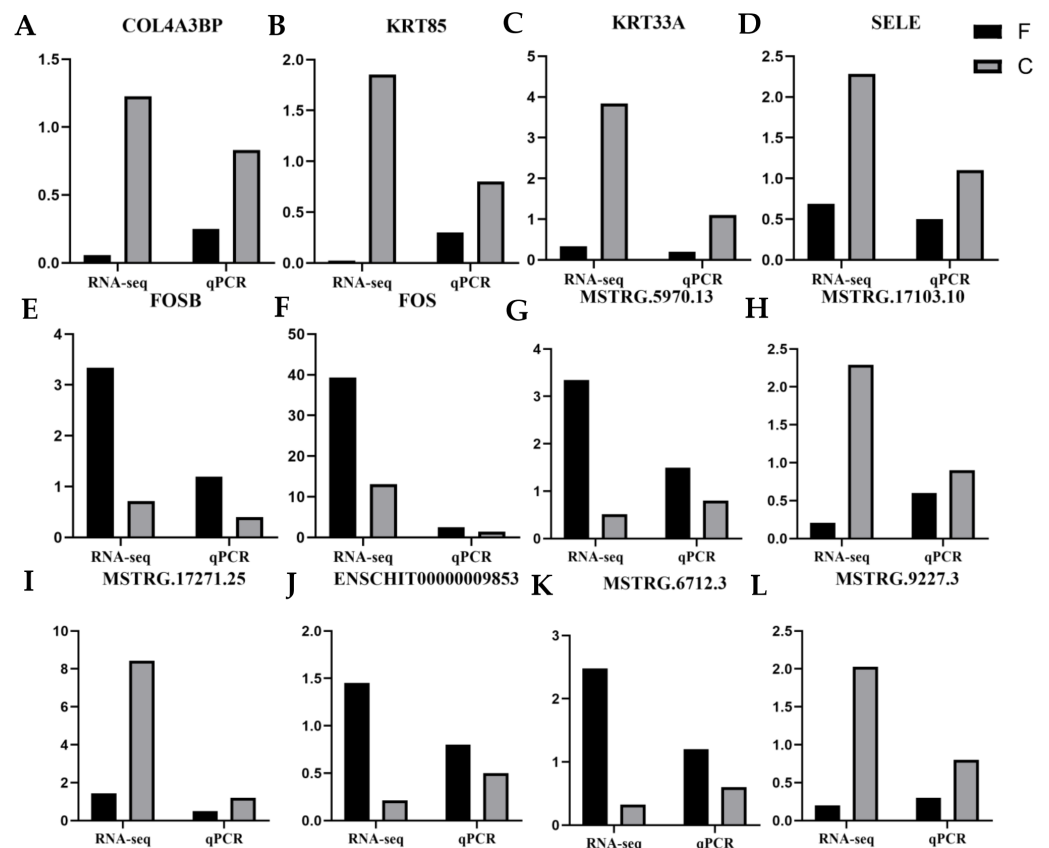 A COL4A3BP
1.5
1.0
0.5
0.0
RNA-seq qPCR
B KRT85
2.0
1.5
1.0
0.5
0.0
RNA-seq qPCR
C KRT33A
5
4
3
2
1
0
RNA-seq qPCR
D SELE
2.5
2.0
1.5
1.0
0.5
0.0
RNA-seq qPCR
F
C
E FOSB
4
3
2
1
0
RNA-seq qPCR
F FOS
50
40
30
20
10
0
RNA-seq qPCR
G MSTRG.5970.13
4
3
2
1
0
RNA-seq qPCR
H MSTRG.17103.10
2.5
2.0
1.5
1.0
0.5
0.0
RNA-seq qPCR
I MSTRG.17271.25
10
8
6
4
2
0
RNA-seq qPCR
J ENSCHIT00000009853
2.0
1.5
1.0
0.5
0.0
RNA-seq qPCR
K MSTRG.6712.3
3
2
1
0
RNA-seq qPCR
L MSTRG.9227.3
2.5
2.0
1.5
1.0
0.5
0.0
RNA-seq qPCR